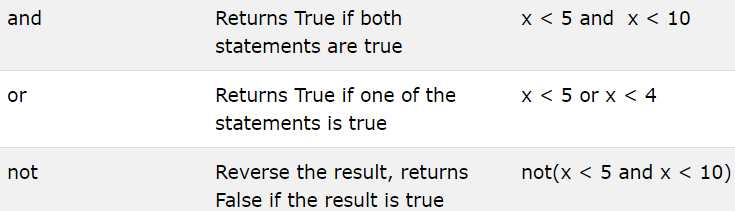 and Returns True if both x < 5 and  x < 10
statements are true
or Returns True if one of the x < 5 or x < 4
statements is true
not Reverse the result, returns not(x < 5 and x < 10)
False if the result is true